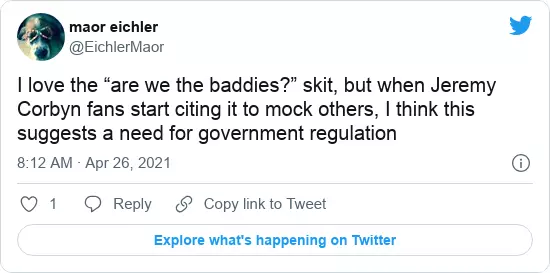 maor eichler
@EichlerMaor
I love the “are we the baddies?” skit, but when Jeremy
Corbyn fans start citing it to mock others, I think this
suggests a need for government regulation
8:12 AM · Apr 26, 2021
1 Reply Copy link to Tweet
Explore what's happening on Twitter